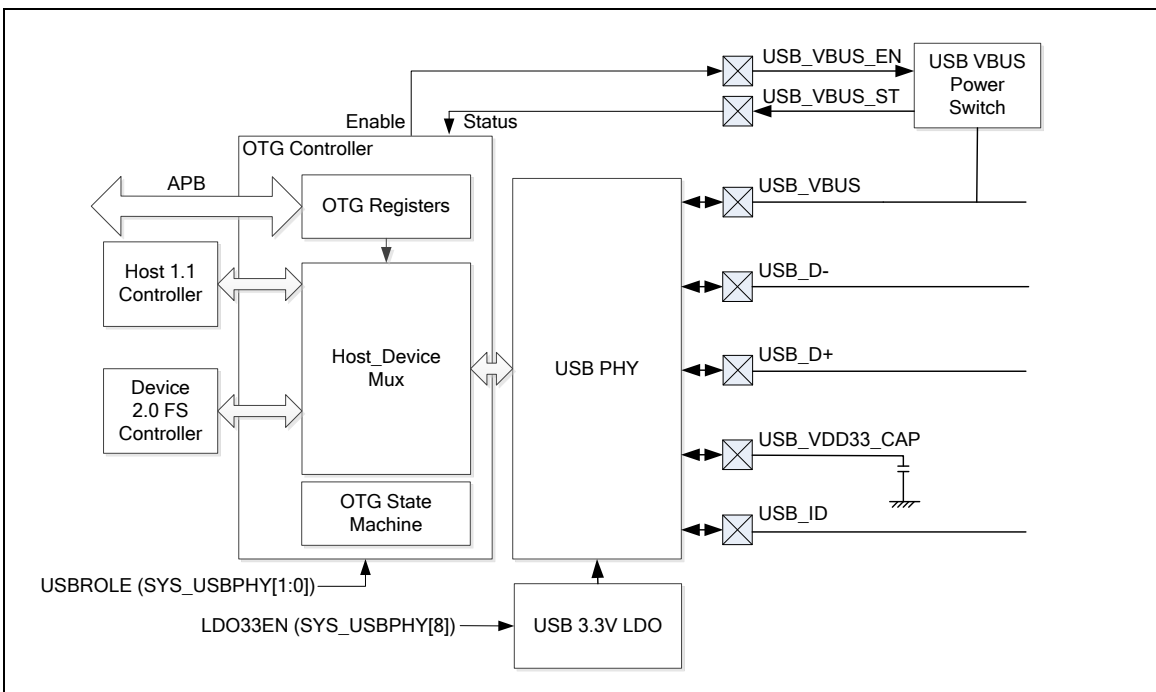 USB_VBUS_EN
USB VBUS
Power
Switch
USB_VBUS_ST
Enable
Status
OTG Controller
APB
OTG Registers
USB_VBUS
Host 1.1
Controller
USB_D-
Host_Device
Mux
USB PHY
USB_D+
Device
2.0 FS
Controller
USB_VDD33_CAP
OTG State
Machine
USB_ID
USBROLE (SYS_USBPHY[1:0])
LDO33EN (SYS_USBPHY[8])
USB 3.3V LDO